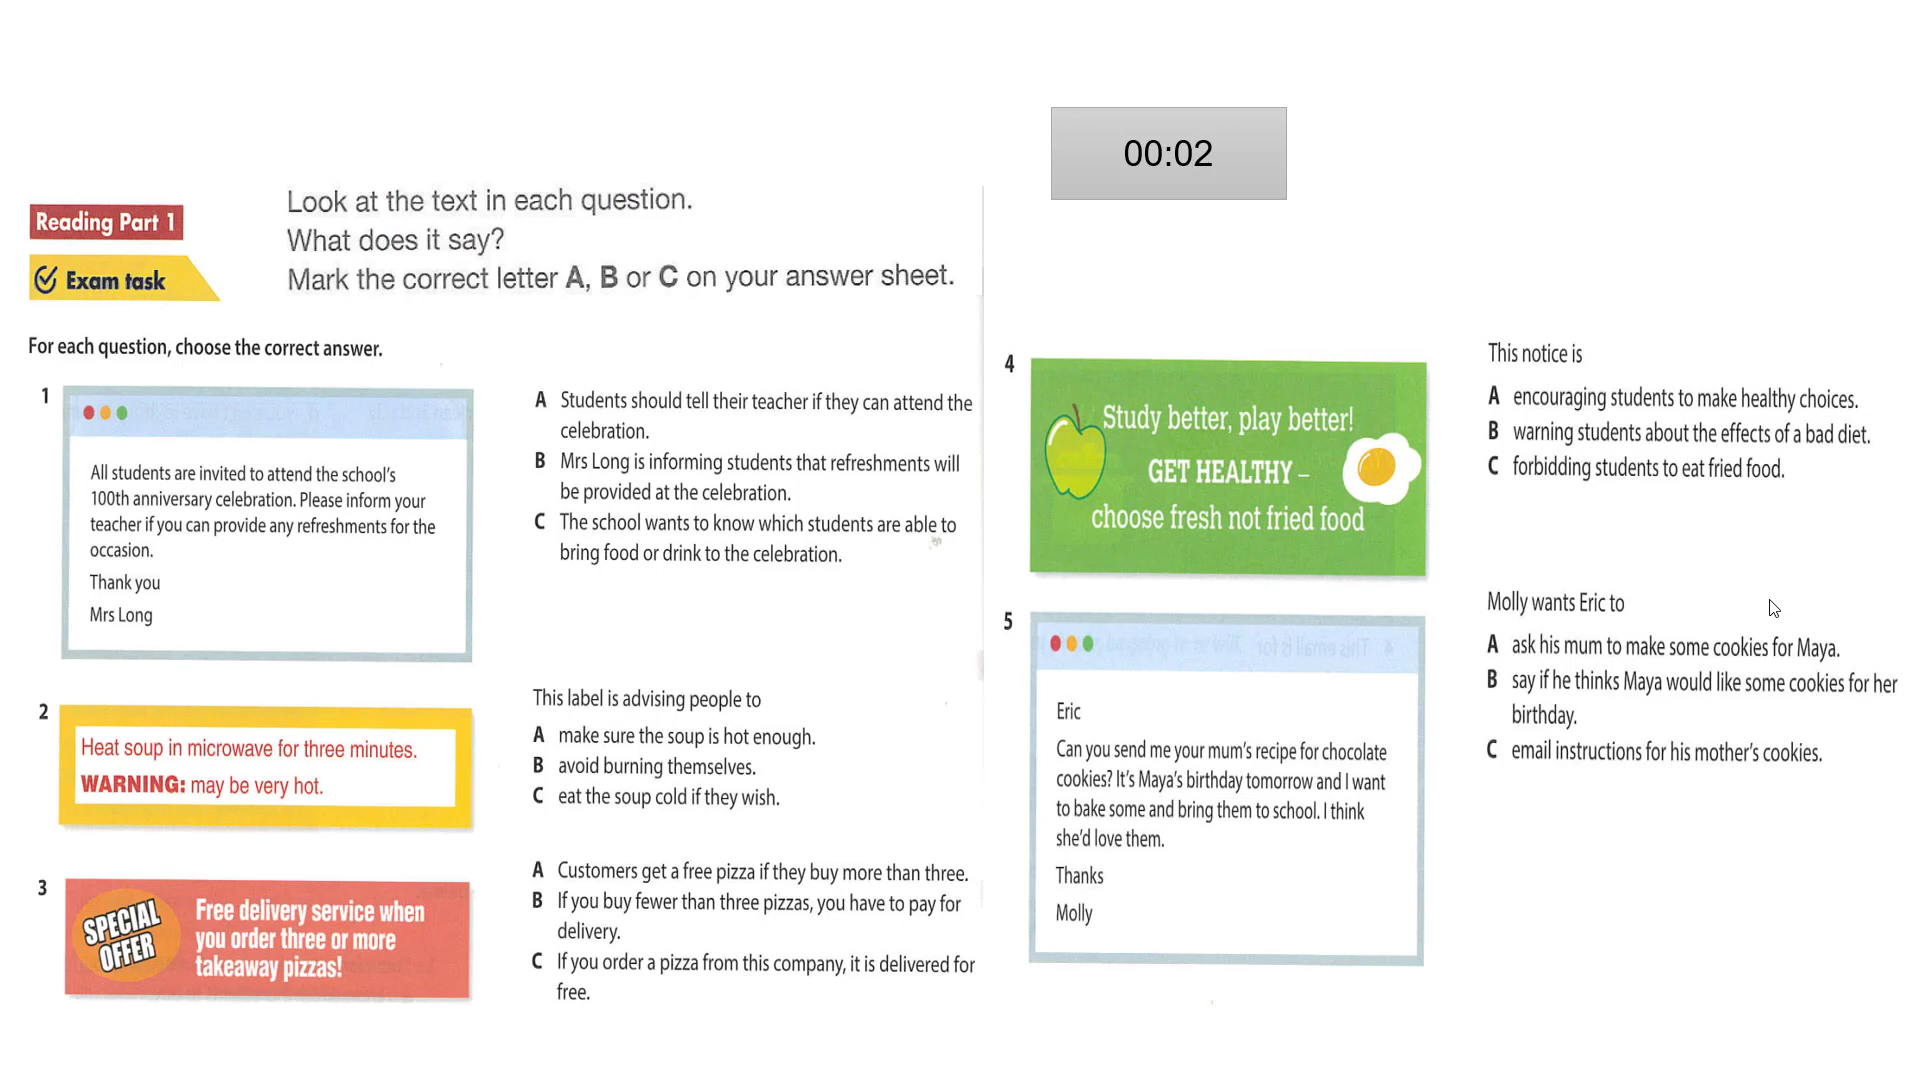 00:02
Reading Part 1
Exam task
Look at the text in each question.
What does it say?
Mark the correct letter A, B or C on your answer sheet.
For each question, choose the correct answer.
1
All students are invited to attend the school's
100th anniversary celebration. Please inform your
teacher if you can provide any refreshments for the
occasion.
Thank you
Mrs Long
A Students should tell their teacher if they can attend the
celebration.
B Mrs Long is informing students that refreshments will
be provided at the celebration.
C The school wants to know which students are able to
bring food or drink to the celebration.
2
Heat soup in microwave for three minutes.
WARNING: may be very hot.
This label is advising people to
A make sure the soup is hot enough.
B avoid burning themselves.
C eat the soup cold if they wish.
3
SPECIAL
OFFER
Free delivery service when
you order three or more
takeaway pizzas!
A Customers get a free pizza if they buy more than three.
B If you buy fewer than three pizzas, you have to pay for
delivery.
C If you order a pizza from this company, it is delivered for
free.
4
Study better, play better!
GET HEALTHY –
choose fresh not fried food
This notice is
A encouraging students to make healthy choices.
B warning students about the effects of a bad diet.
C forbidding students to eat fried food.
5
Eric
Can you send me your mum's recipe for chocolate
cookies? It's Maya's birthday tomorrow and I want
to bake some and bring them to school. I think
she'd love them.
Thanks
Molly
Molly wants Eric to
A ask his mum to make some cookies for Maya.
B say if he thinks Maya would like some cookies for her
birthday.
C email instructions for his mother's cookies.